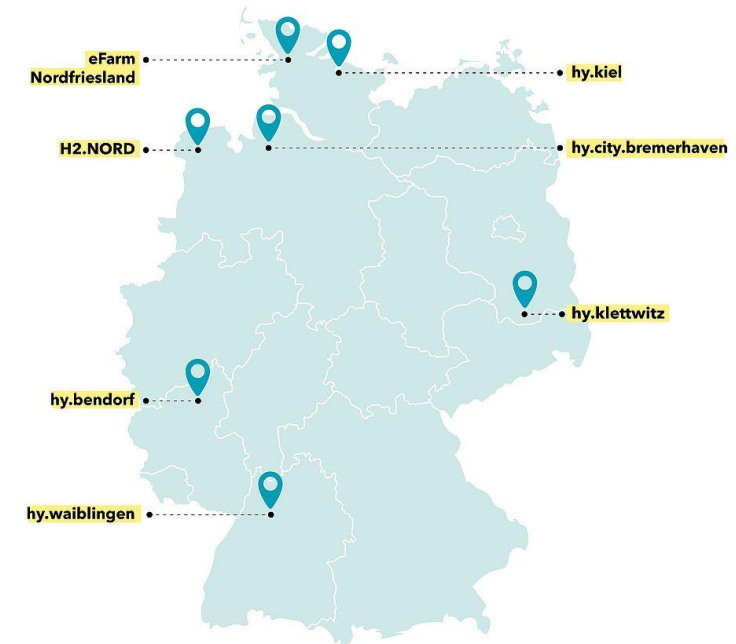 eFarm
Nordfriesland
hy.kiel
H2.NORD
hy.city.bremerhaven
hy.klettwitz
hy.bendorf
hy.waiblingen